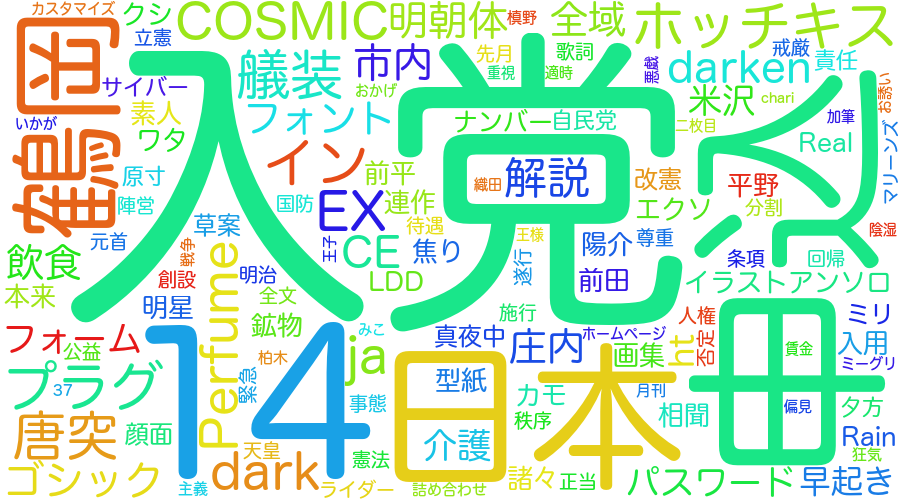 カスタマイズ
クシ
COSMIC
明朝体
槙野
全域
ホッチキス
鶴岡
立憲
入
艤装
市内
先月
歌詞
党
戒厳
責任
サイバー
おかげ
重視
適時
悪戯
darken
お誘い
いかが
素人
フォント
ナンバー
自民党
米沢
chari
加筆
ワタ
イン
前平
二枚目
Real
マリーンズ
原寸
織田
解説
改憲
平野
分割
陣営
国防
EX
連作
エクソ
区
陰湿
草案
待遇
王様
元首
戦争
王子
CE
焦り
遂行
陽介
尊重
条項
回帰
飲食
創設
明治
LDD
前田
イラストアンソロ
本来
明星
全文
施行
Perfume
鉱物
みこ
真夜中
ホームページ
人権
ミリ
フォーム
14
ja
庄内
画集
ht
否安
賃金
入用
公益
柏木
日本
田
ミーグリ
プラグ
37
緊急
型紙
月刊
事態
カモ
相聞
偏見
夕方
唐突
顔面
秩序
Rain
天皇
憲法
介護
狂気
ゴシック
dark
諸々
正当
パスワード
早起き
主義
ライダー
詰め合わせ